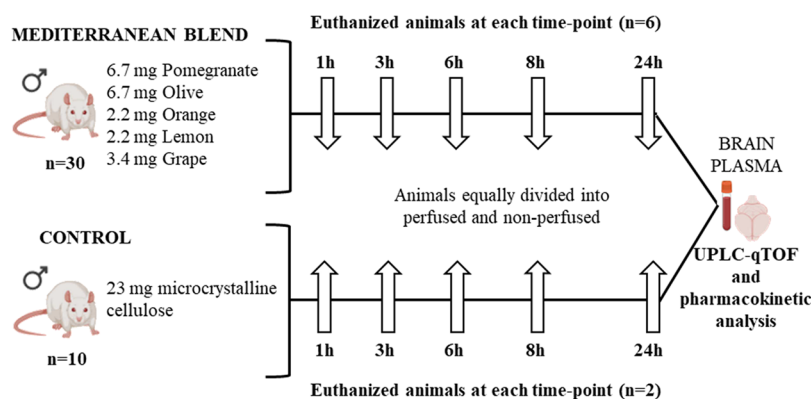 Euthanized animals at each time-point (n=6)
MEDITERRANEAN BLEND
6.7 mg Pomegranate
6.7 mg Olive
2.2 mg Orange
2.2 mg Lemon
3.4 mg Grape
n=30
1h
3h
6h
8h
24h
Animals equally divided into
perfused and non-perfused
BRAIN
PLASMA
UPLC-qTOF
and
pharmacokinetic
analysis
CONTROL
23 mg microcrystalline
cellulose
n=10
1h
3h
6h
8h
24h
Euthanized animals at each time-point (n=2)